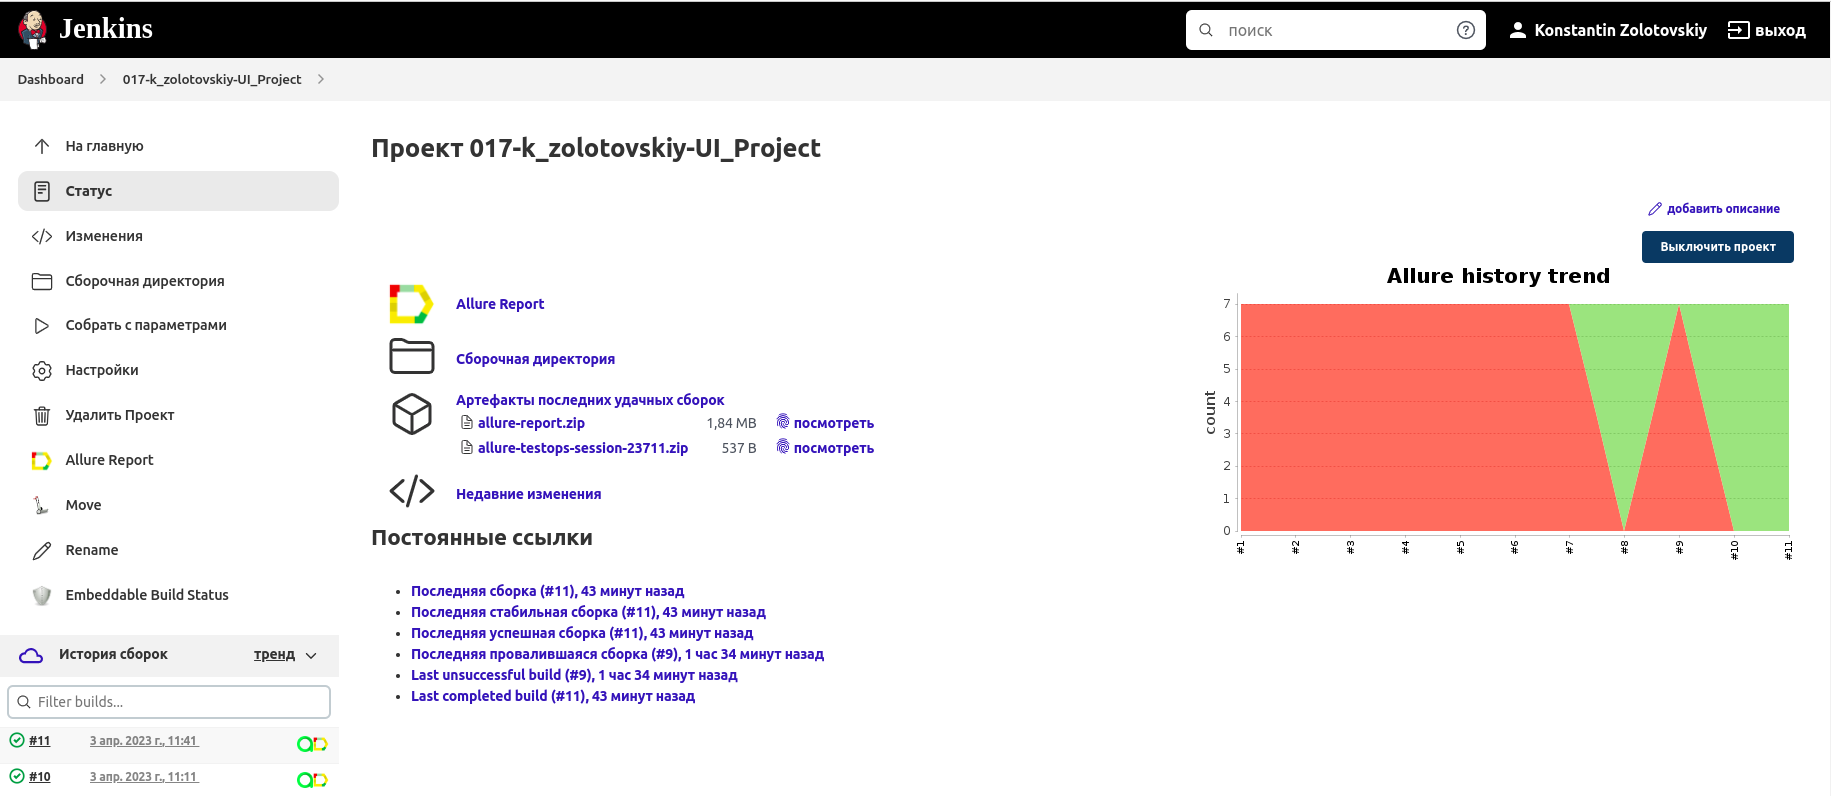 Jenkins
поиск
Konstantin Zolotovskiy
выход
Dashboard
017-k_zolotovskiy-UI_Project
На главную
Статус
Изменения
Сборочная директория
Собрать с параметрами
Настройки
Удалить Проект
Allure Report
Move
Rename
Embeddable Build Status
История сборок
тренд
Filter builds...
#11
3 апр. 2023 г., 11:41
#10
3 апр. 2023 г., 11:11
Проект 017-k_zolotovskiy-UI_Project
добавить описание
Выключить проект
Allure Report
Сборочная директория
Артефакты последних удачных сборок
allure-report.zip 1,84 MB посмотреть
allure-testops-session-23711.zip 537 B посмотреть
Недавние изменения
Постоянные ссылки
Последняя сборка (#11), 43 минут назад
Последняя стабильная сборка (#11), 43 минут назад
Последняя успешная сборка (#11), 43 минут назад
Последняя провалившаяся сборка (#9), 1 час 34 минут назад
Last unsuccessful build (#9), 1 час 34 минут назад
Last completed build (#11), 43 минут назад
Allure history trend
count
7
6
5
4
3
2
1
0
#1
#2
#3
#4
#5
#6
#7
#8
#9
#10
#11